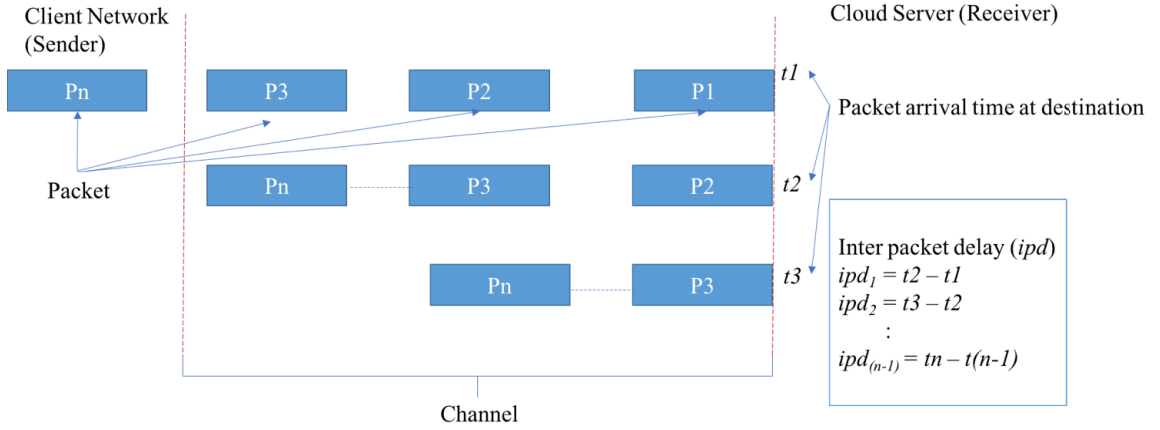 Client Network
(Sender)
Cloud Server (Receiver)
Pn
P3
P2
P1
t1
Packet arrival time at destination
Packet
Pn
P3
P2
t2
Pn
P3
t3
Inter packet delay (ipd)
ipd1 = t2 – t1
ipd2 = t3 – t2
:
ipd(n-1) = tn – t(n-1)
Channel